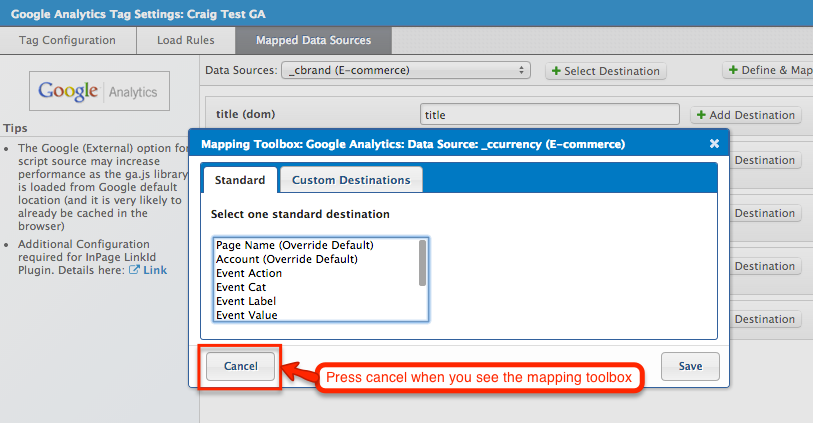 Google Analytics Tag Settings: Craig Test GA
Tag Configuration
Load Rules
Mapped Data Sources
Data Sources:
_cbrand (E-commerce)
+ Select Destination
+ Define & Map
Google Analytics
title (dom)
title
+ Add Destination
Tips
• The Google (External) option for
script source may increase
performance as the ga.js library
is loaded from Google default
location (and it is very likely to
already be cached in the
browser)
• Additional Configuration
required for InPage LinkId
Plugin. Details here: Link
Mapping Toolbox: Google Analytics: Data Source: _ccurrency (E-commerce)
Standard
Custom Destinations
Select one standard destination
Page Name (Override Default)
Account (Override Default)
Event Action
Event Cat
Event Label
Event Value
Cancel
Press cancel when you see the mapping toolbox
Save
Destination
Destination
Destination
Destination